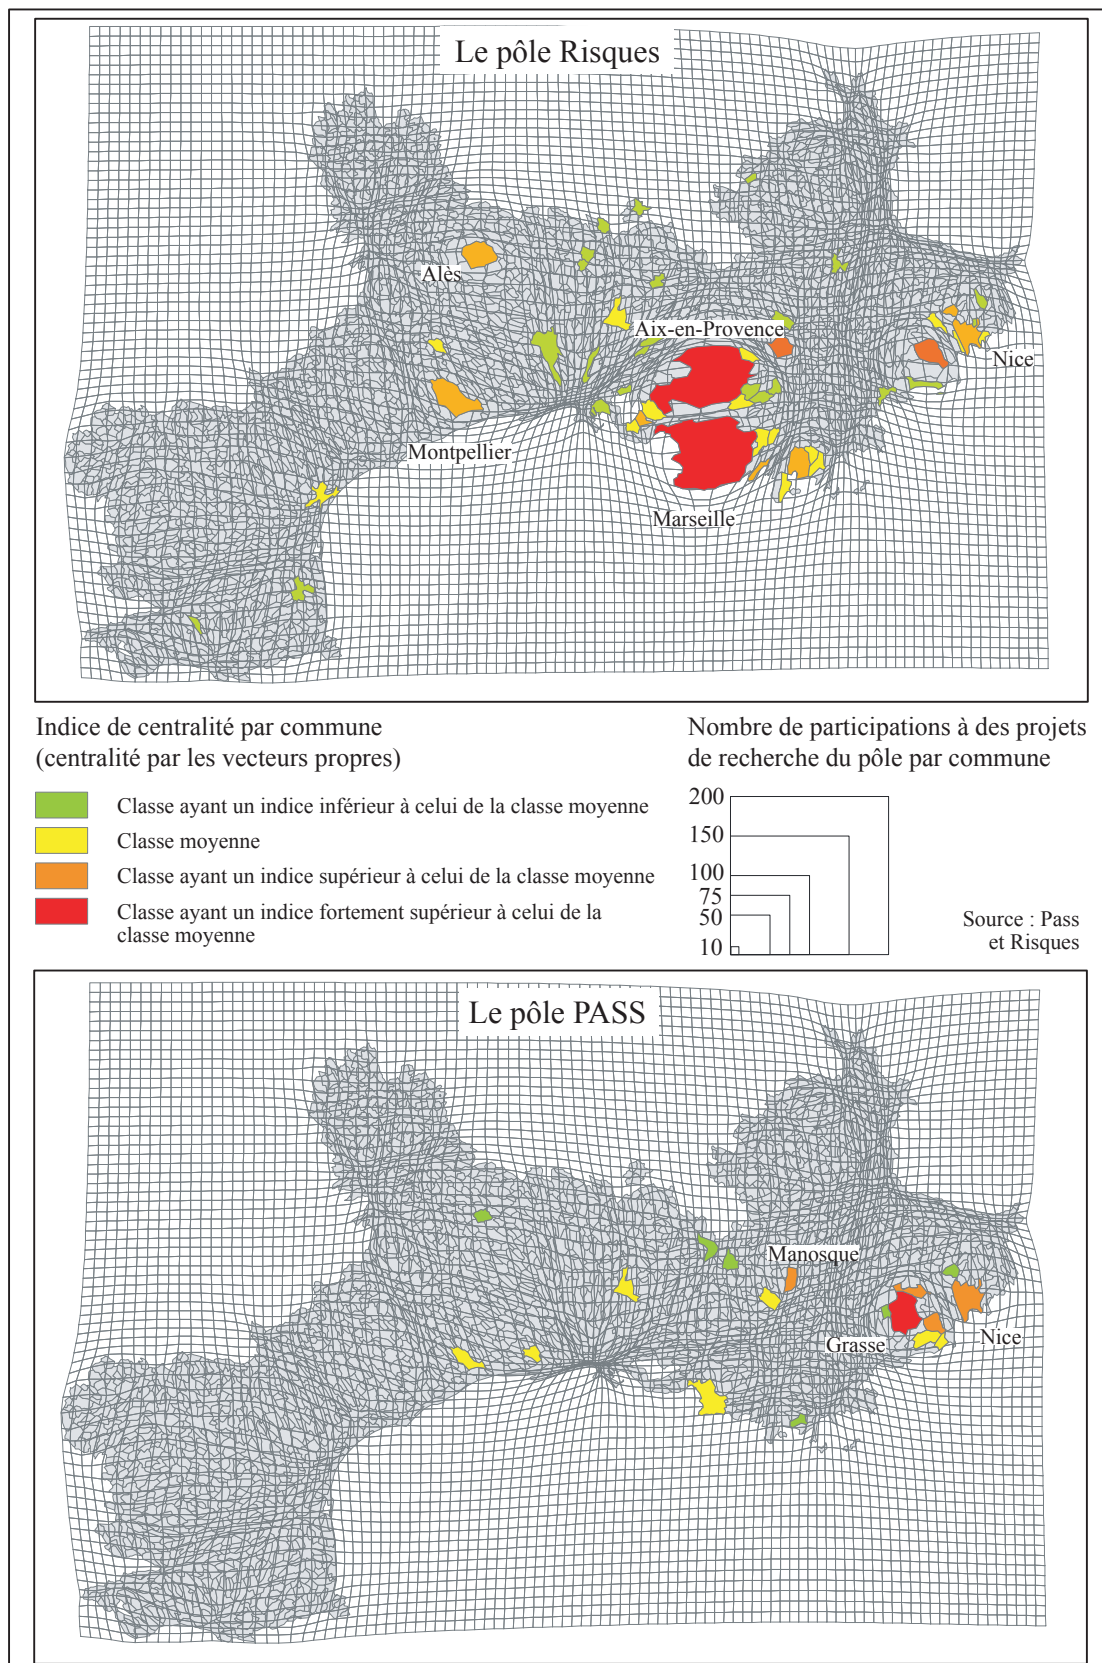 Le pôle Risques
Alès
Aix-en-Provence
Nice
Montpellier
Marseille
Indice de centralité par commune
(centralité par les vecteurs propres)
Classe ayant un indice inférieur à celui de la classe moyenne
Classe moyenne
Classe ayant un indice supérieur à celui de la classe moyenne
Classe ayant un indice fortement supérieur à celui de la
classe moyenne
Nombre de participations à des projets
de recherche du pôle par commune
200
150
100
75
50
10
Source : Pass
et Risques
Le pôle PASS
Manosque
Grasse
Nice